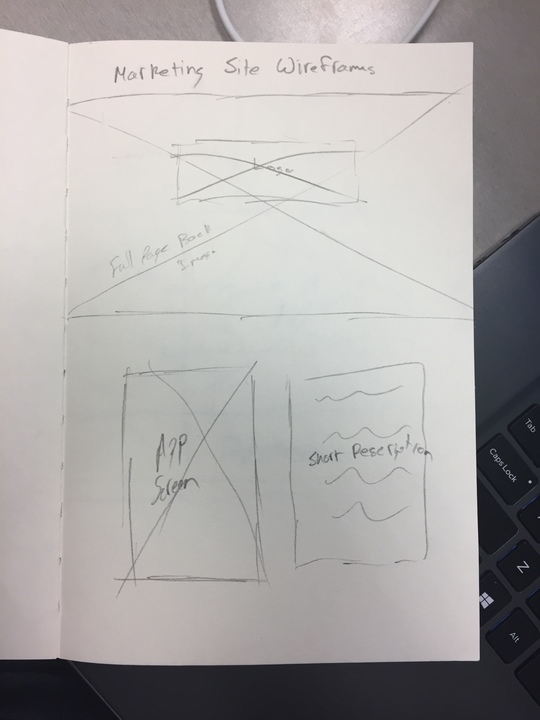 Marketing Site Wireframes
Logo
Full Page Back
Image
App
Screen
Short Description
Tab
Caps Lock
Z
Alt